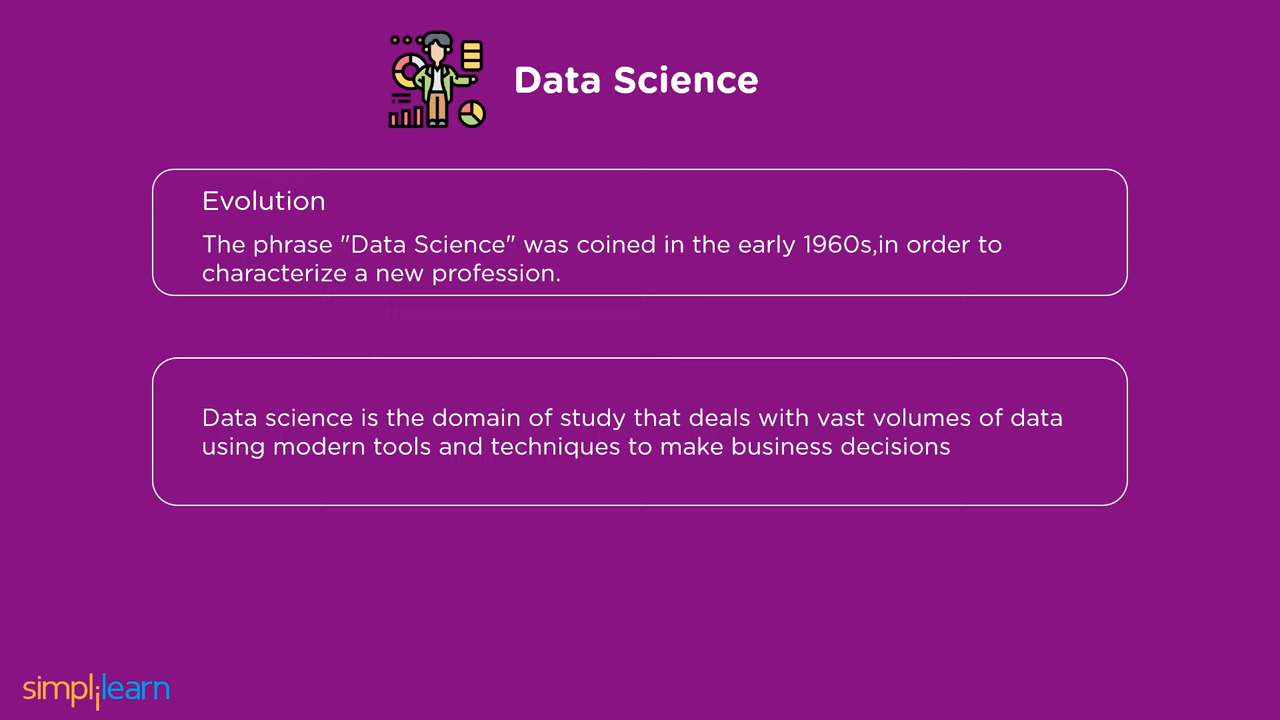 Data Science
Evolution
The phrase "Data Science" was coined in the early 1960s,in order to
characterize a new profession.
Data science is the domain of study that deals with vast volumes of data
using modern tools and techniques to make business decisions
simplilearn